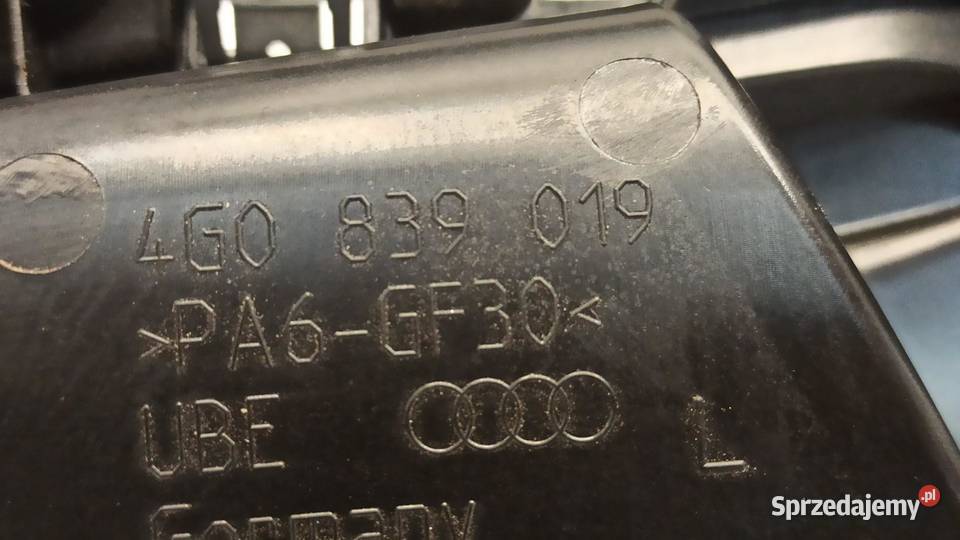 4G0 839 019
>PA6-GF30<
UBE
L
Germany
Sprzedajemy.pl